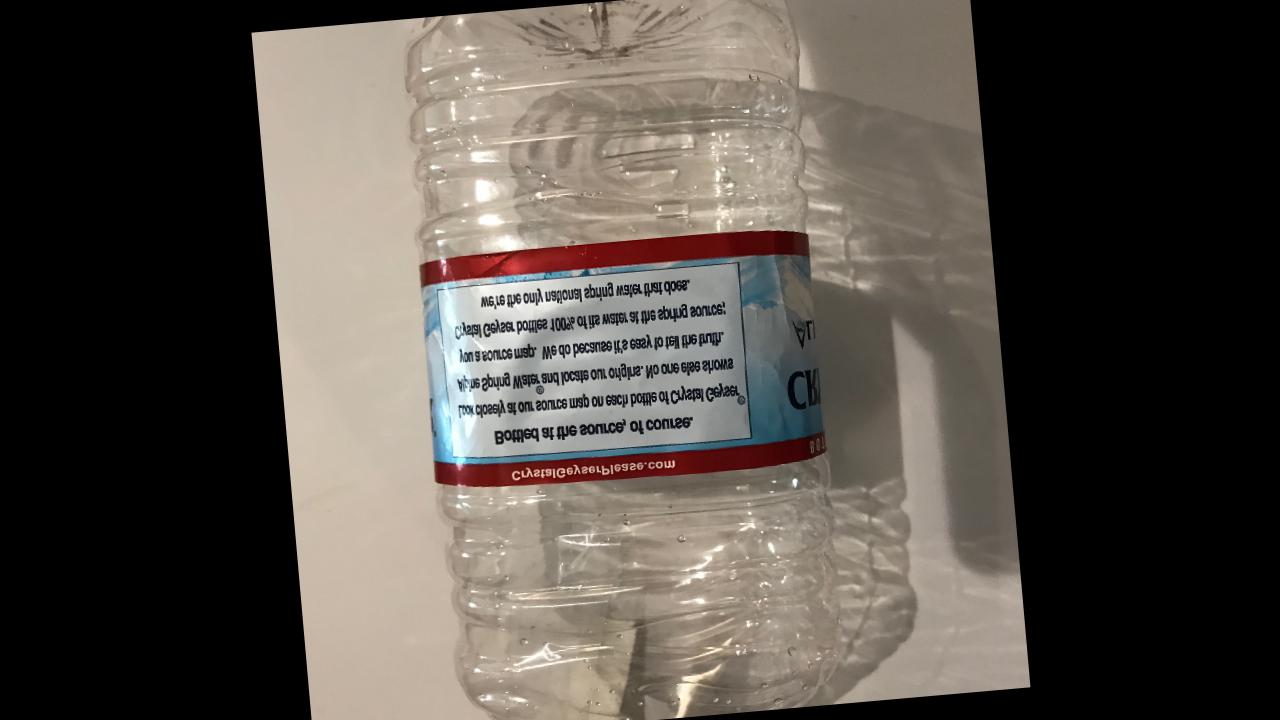 CrystalGeyserPlease.com
Bottled at the source, of course.
Look closely at our source map on each bottle of Crystal Geyser®
Alpine Spring Water® and locate our origins. No one else shows
you a source map. We do because it's easy to tell the truth.
Crystal Geyser bottles 100% of its water at the spring source;
we're the only national spring water that does.